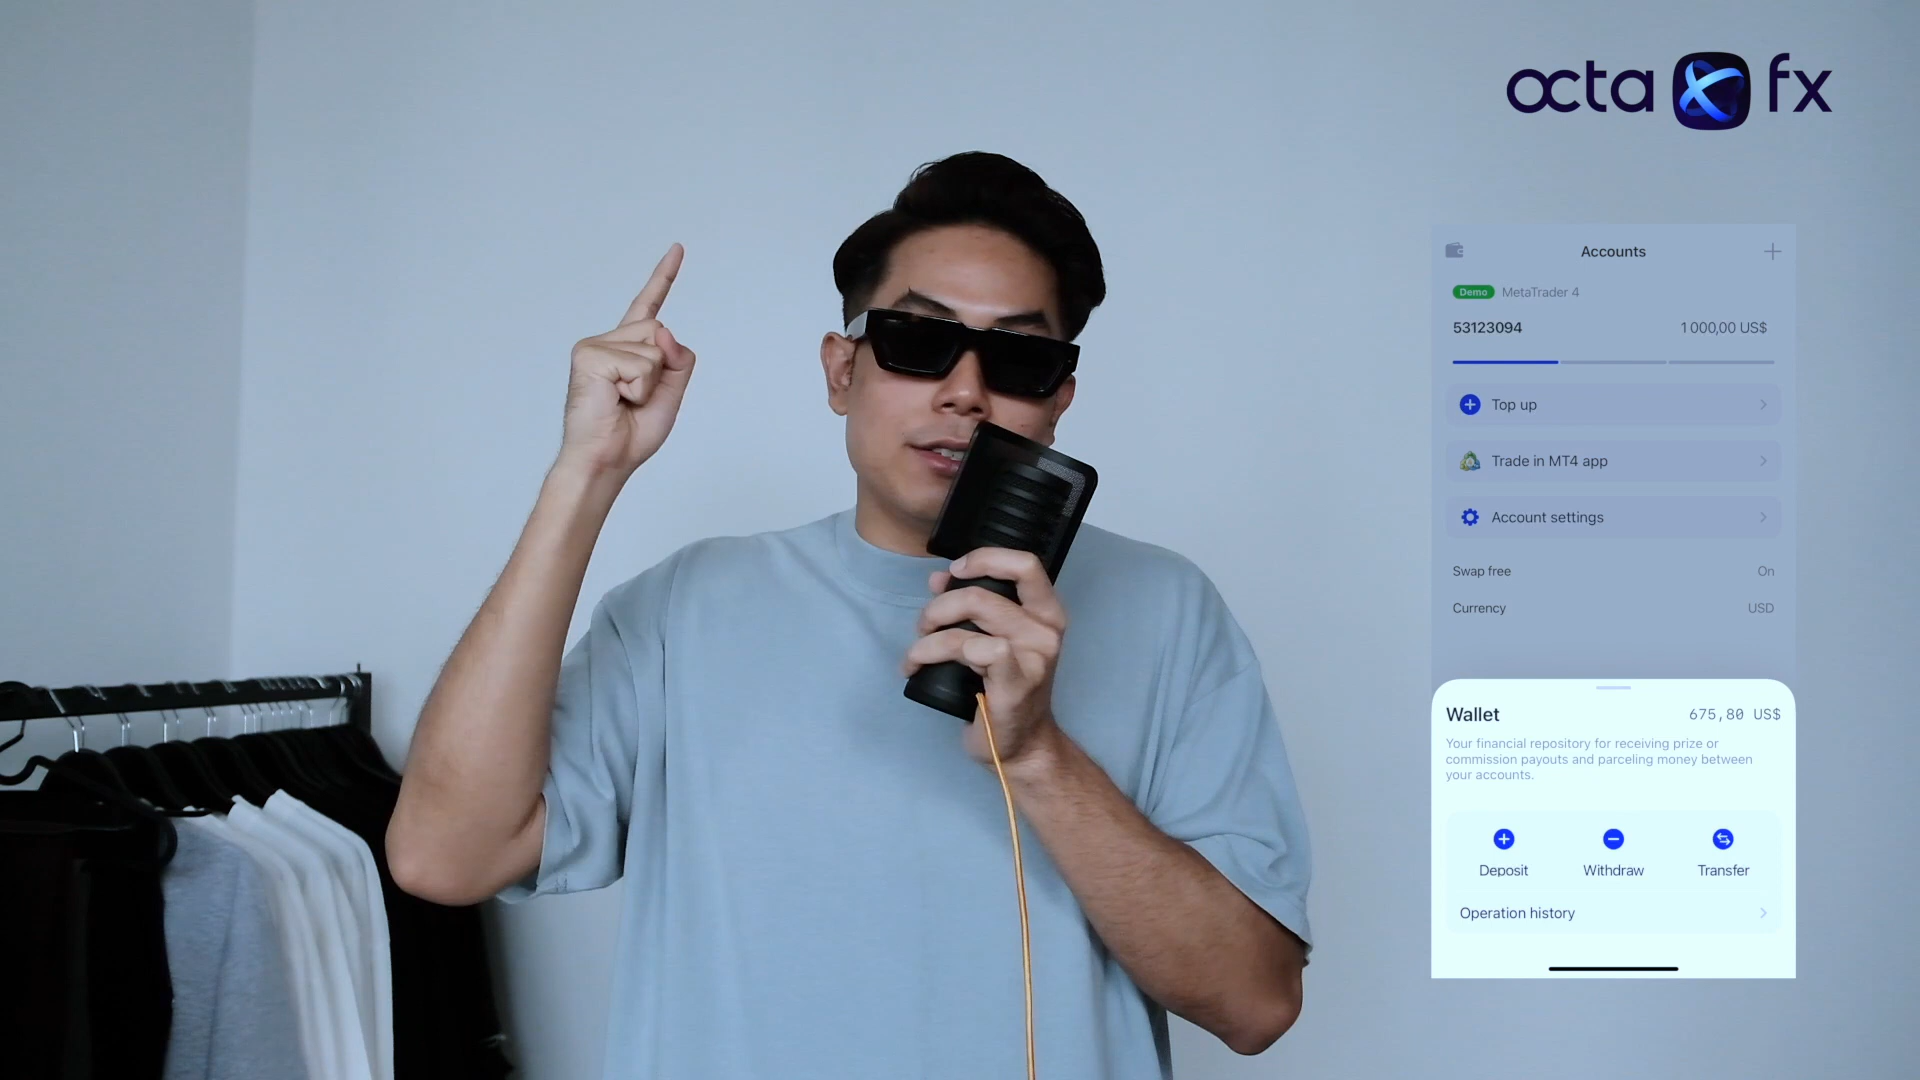 octa fx
Accounts
Demo MetaTrader 4
53123094 1 000,00 US$
Top up
Trade in MT4 app
Account settings
Swap free On
Currency USD
Wallet 675,80 US$
Your financial repository for receiving prize or
commission payouts and parceling money between
your accounts.
Deposit Withdraw Transfer
Operation history